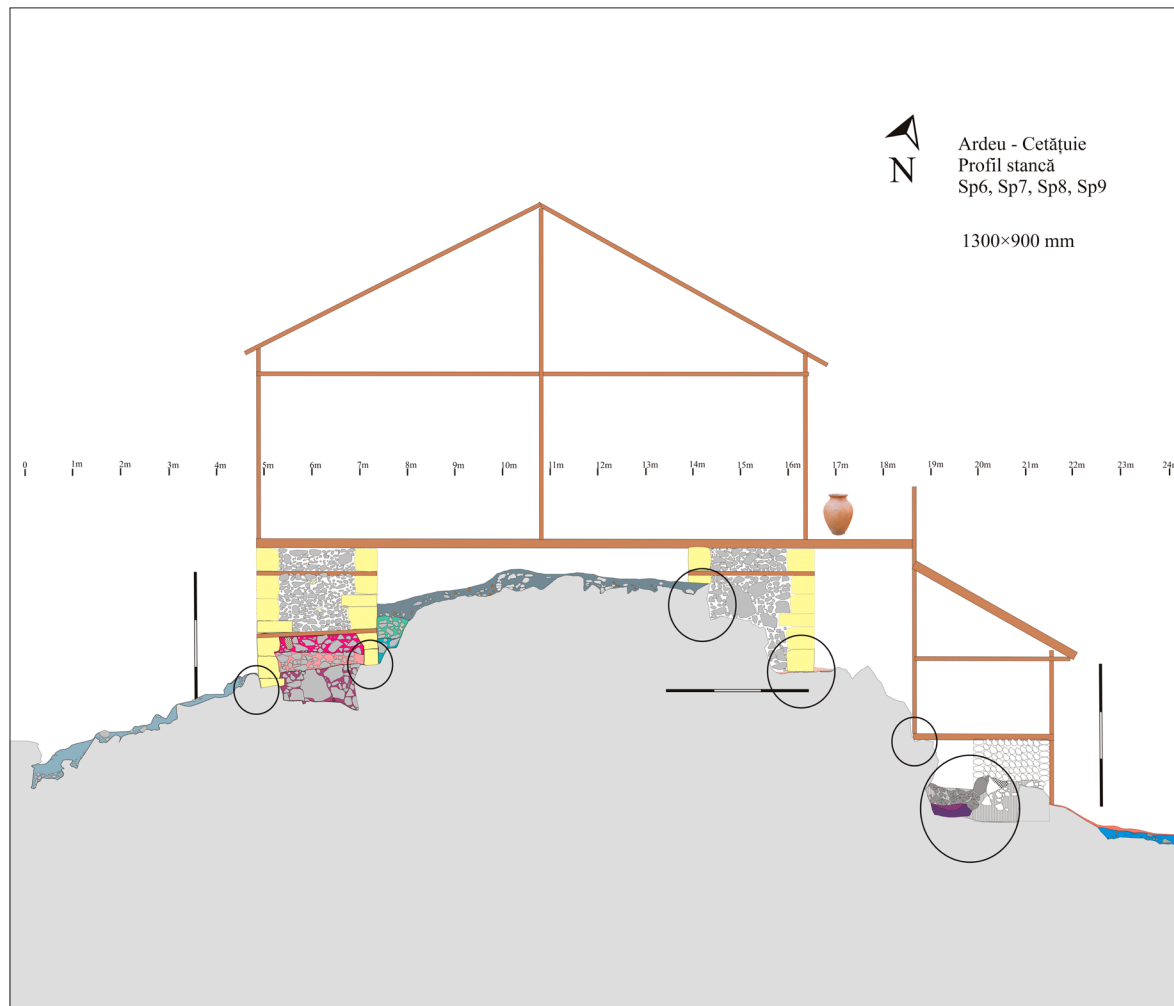 N
Ardeu - Cetățuie
Profil stancă
Sp6, Sp7, Sp8, Sp9
1300×900 mm
0 1m 2m 3m 4m 5m 6m 7m 8m 9m 10m 11m 12m 13m 14m 15m 16m 17m 18m 19m 20m 21m 22m 23m 24m